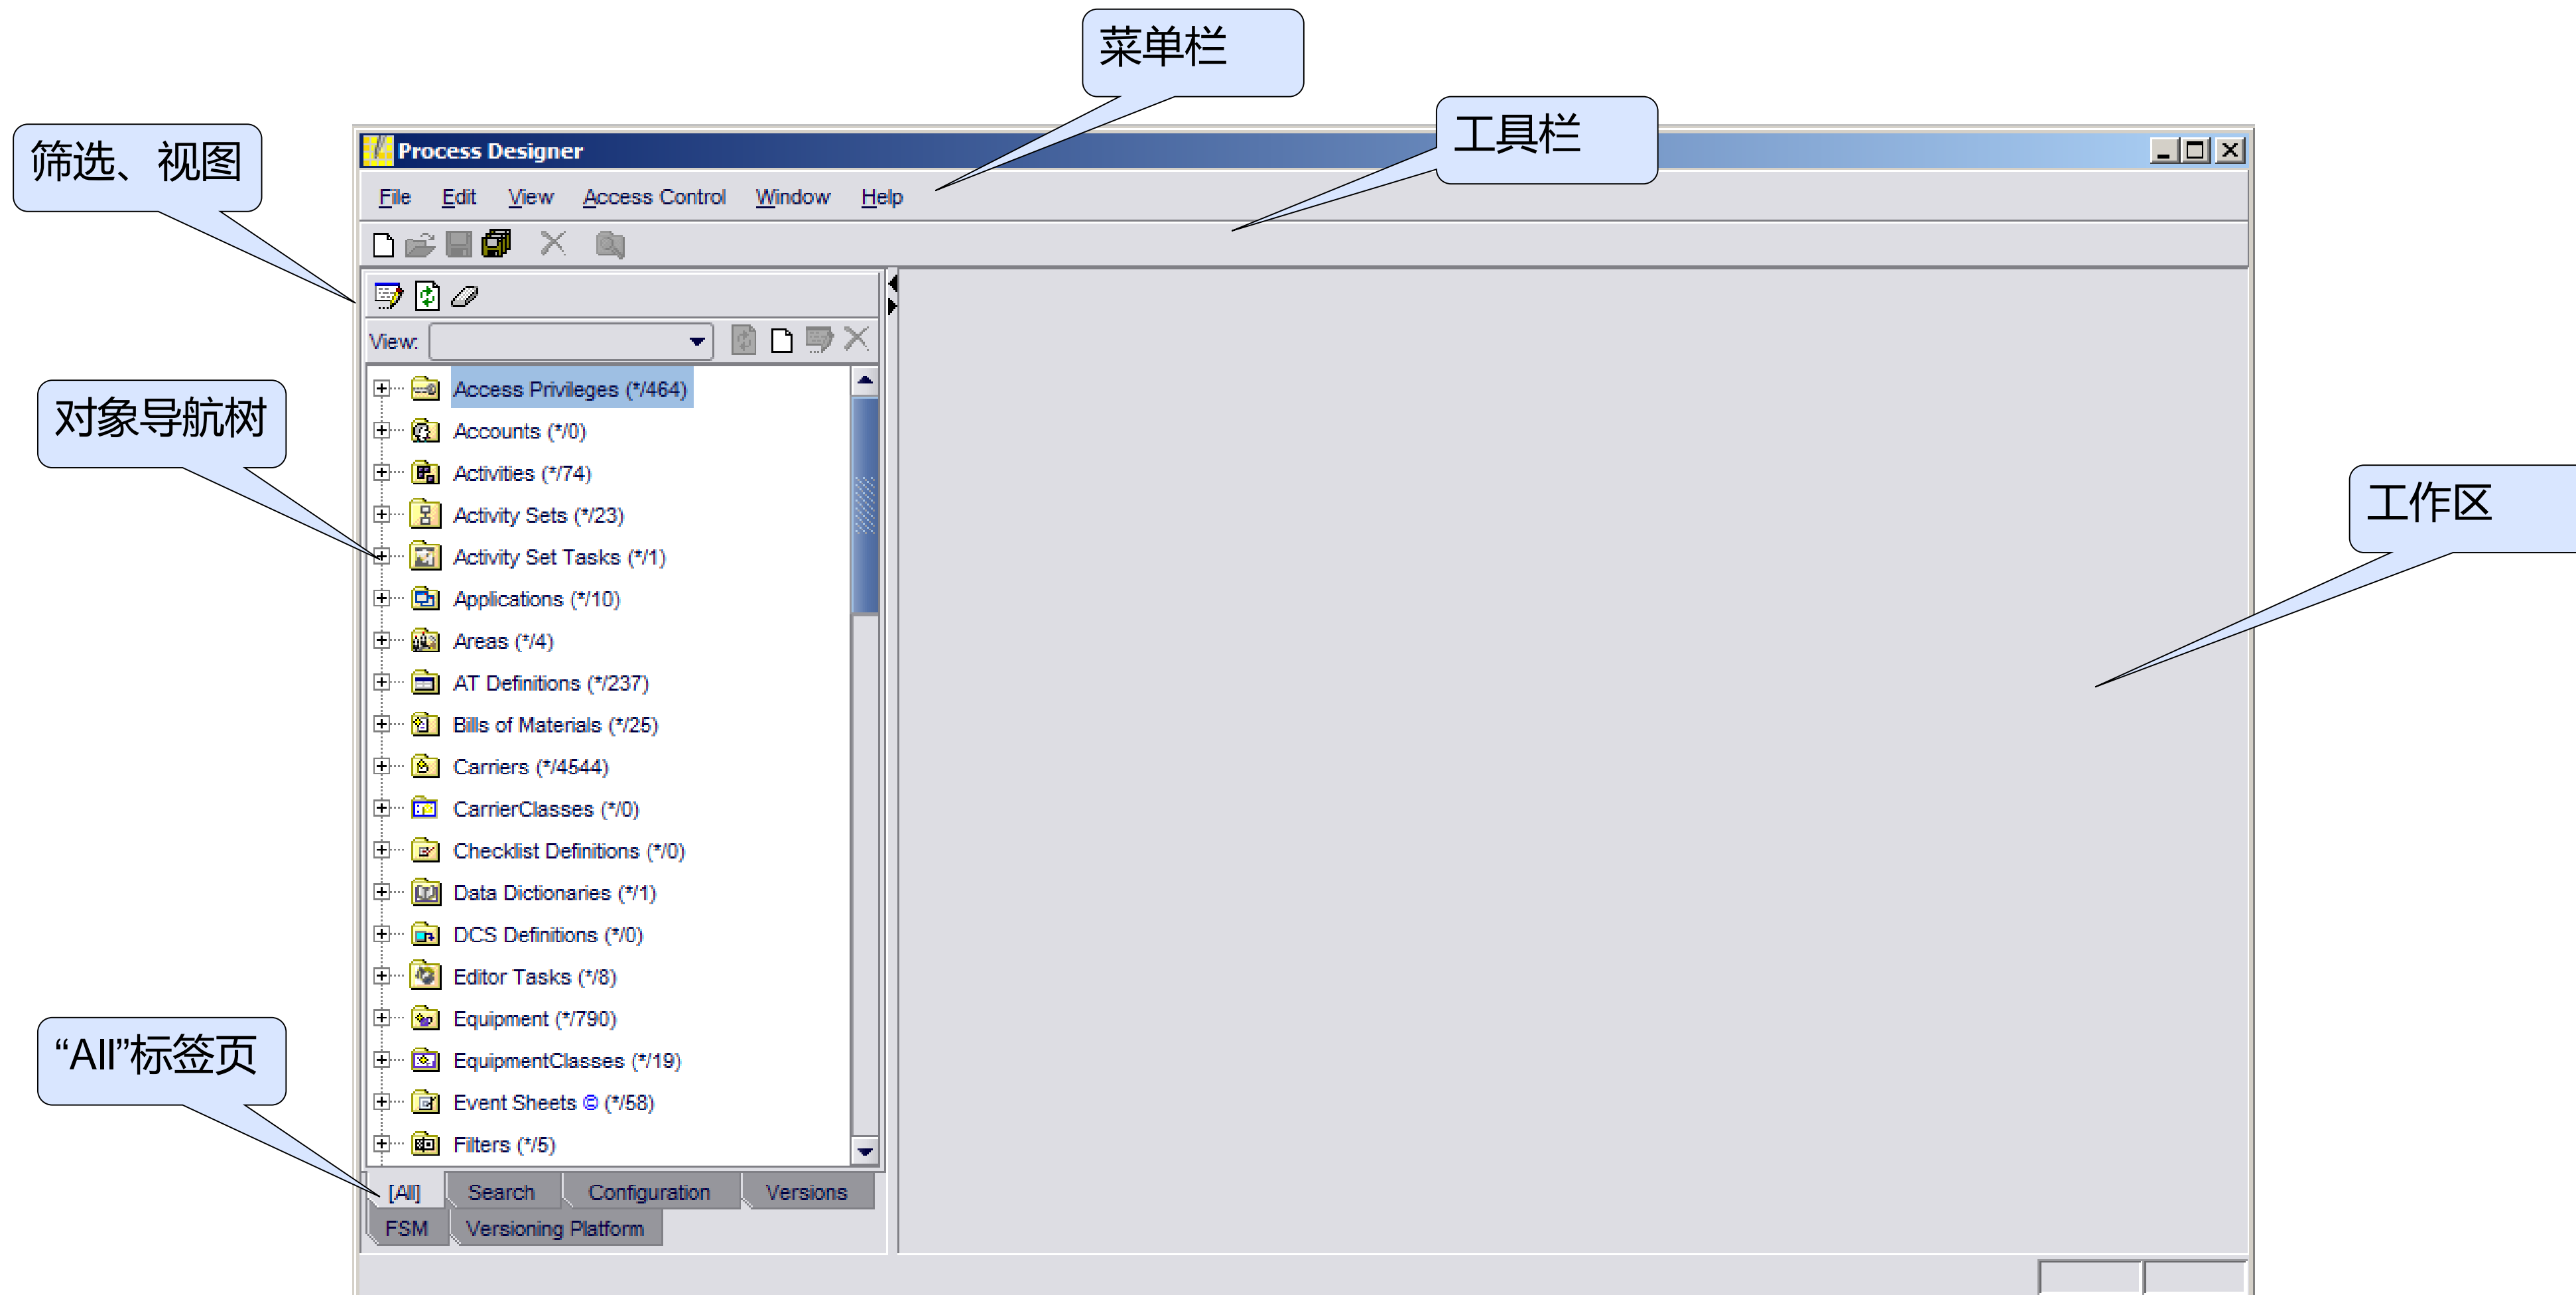 菜单栏
工具栏
筛选、视图
Process Designer
File Edit View Access Control Window Help
View:
对象导航树
Access Privileges (*/464)
Accounts (*/0)
Activities (*/74)
Activity Sets (*/23)
工作区
Activity Set Tasks (*/1)
Applications (*/10)
Areas (*/4)
AT Definitions (*/237)
Bills of Materials (*/25)
Carriers (*/4544)
CarrierClasses (*/0)
Checklist Definitions (*/0)
Data Dictionaries (*/1)
DCS Definitions (*/0)
Editor Tasks (*/8)
Equipment (*/790)
“All”标签页
EquipmentClasses (*/19)
Event Sheets © (*/58)
Filters (*/5)
[All] Search Configuration Versions
FSM Versioning Platform